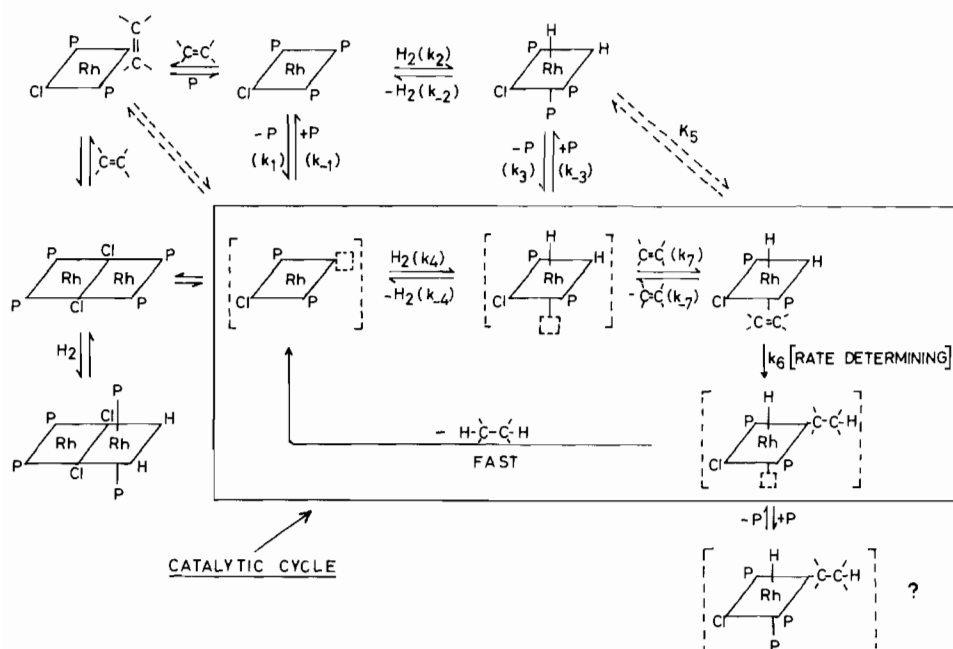 P C=C P P H H
Rh C=C Rh H₂(k₂) P Rh
Cl P P Cl P -H₂(k₋₂) Cl P
P
-P +P -P +P K₅
C=C (k₁) (k₋₁) (k₃) (k₋₃)
P Cl P P H₂(k₄) H P H C=C (k₇) H P H
Rh Rh Rh Rh Rh
P Cl P Cl P -H₂(k₋₄) Cl P -C=C (k₋₇) Cl P
C=C
H₂ k₆ [RATE DETERMINING]
P H
P Cl H - H-C-C-H P C-C-H
Rh Rh FAST Rh
P Cl H Cl P
P
-P +P
CATALYTIC CYCLE
H
P C-C-H
Rh ?
Cl P
P